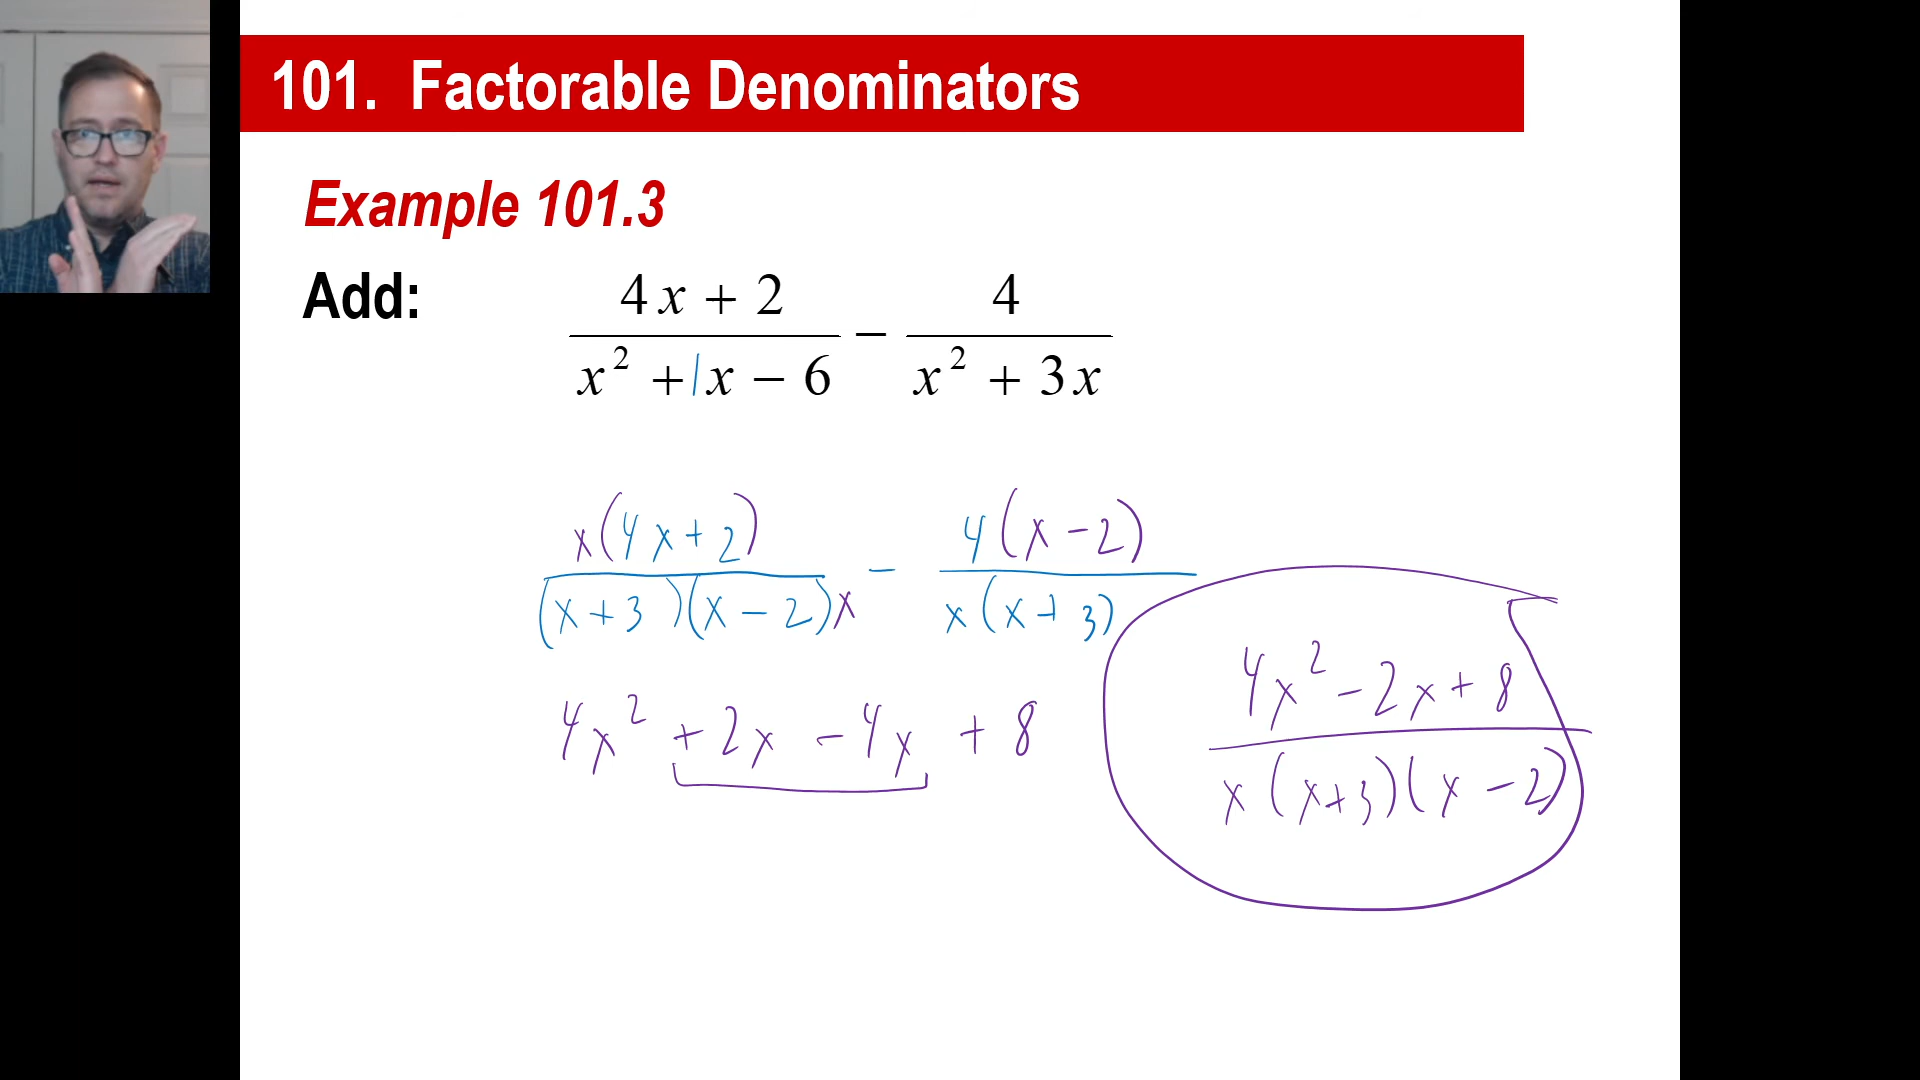 101. Factorable Denominators
Example 101.3
Add: (4x + 2)/(x² + 1x − 6) − 4/(x² + 3x)
x(4x+2)/((x+3)(x−2)x) − 4(x−2)/(x(x+3))
4x² + 2x − 4x + 8
(4x² − 2x + 8)/(x(x+3)(x−2))